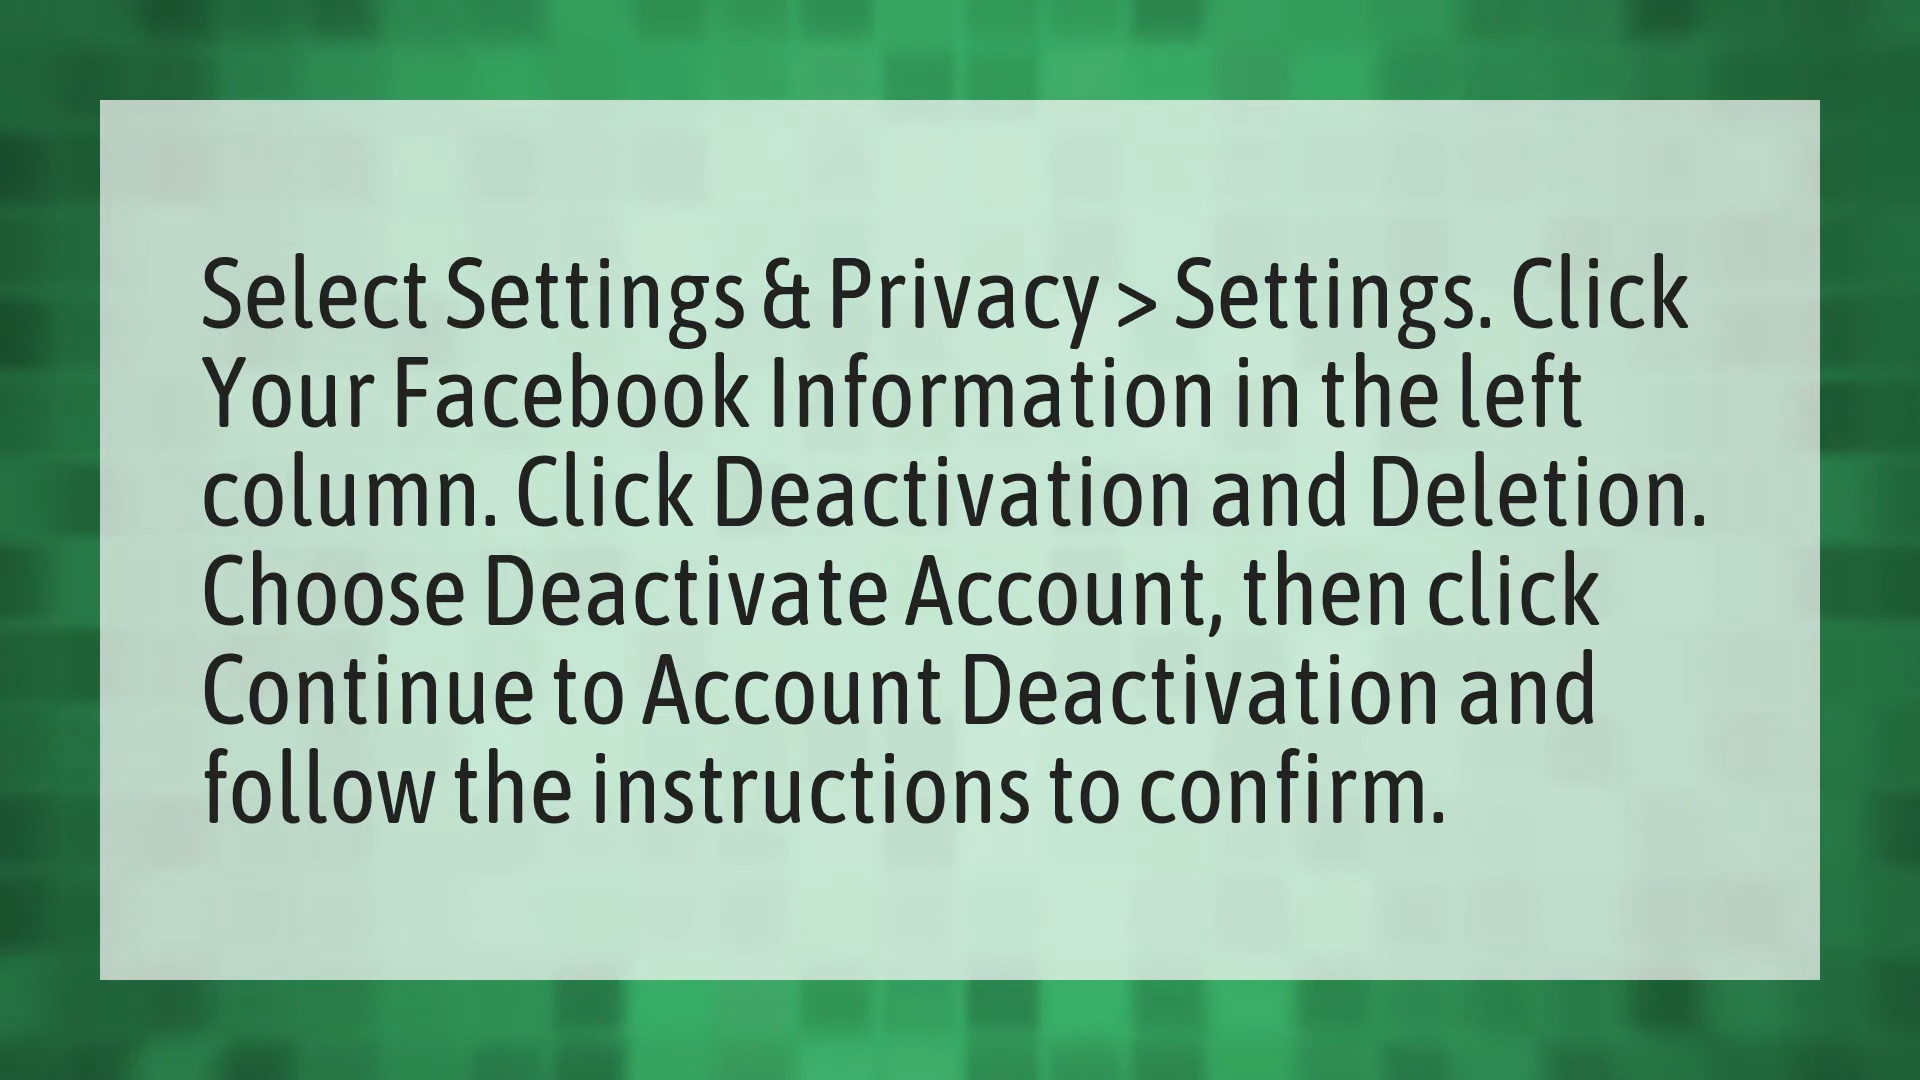 Select Settings & Privacy > Settings. Click
Your Facebook Information in the left
column. Click Deactivation and Deletion.
Choose Deactivate Account, then click
Continue to Account Deactivation and
follow the instructions to confirm.